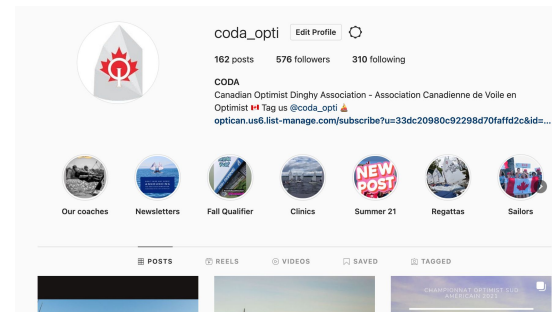 coda_opti Edit Profile
162 posts 576 followers 310 following
CODA
Canadian Optimist Dinghy Association - Association Canadienne de Voile en
Optimist 🇨🇦 Tag us @coda_opti ⛵
optican.us6.list-manage.com/subscribe?u=33dc20980c92298d70faffd2c&id=...
NEW
POST
Our coaches Newsletters Fall Qualifier Clinics Summer 21 Regattas Sailors
POSTS REELS VIDEOS SAVED TAGGED
CHAMPIONNAT OPTIMIST SUD
AMERICAIN 2021